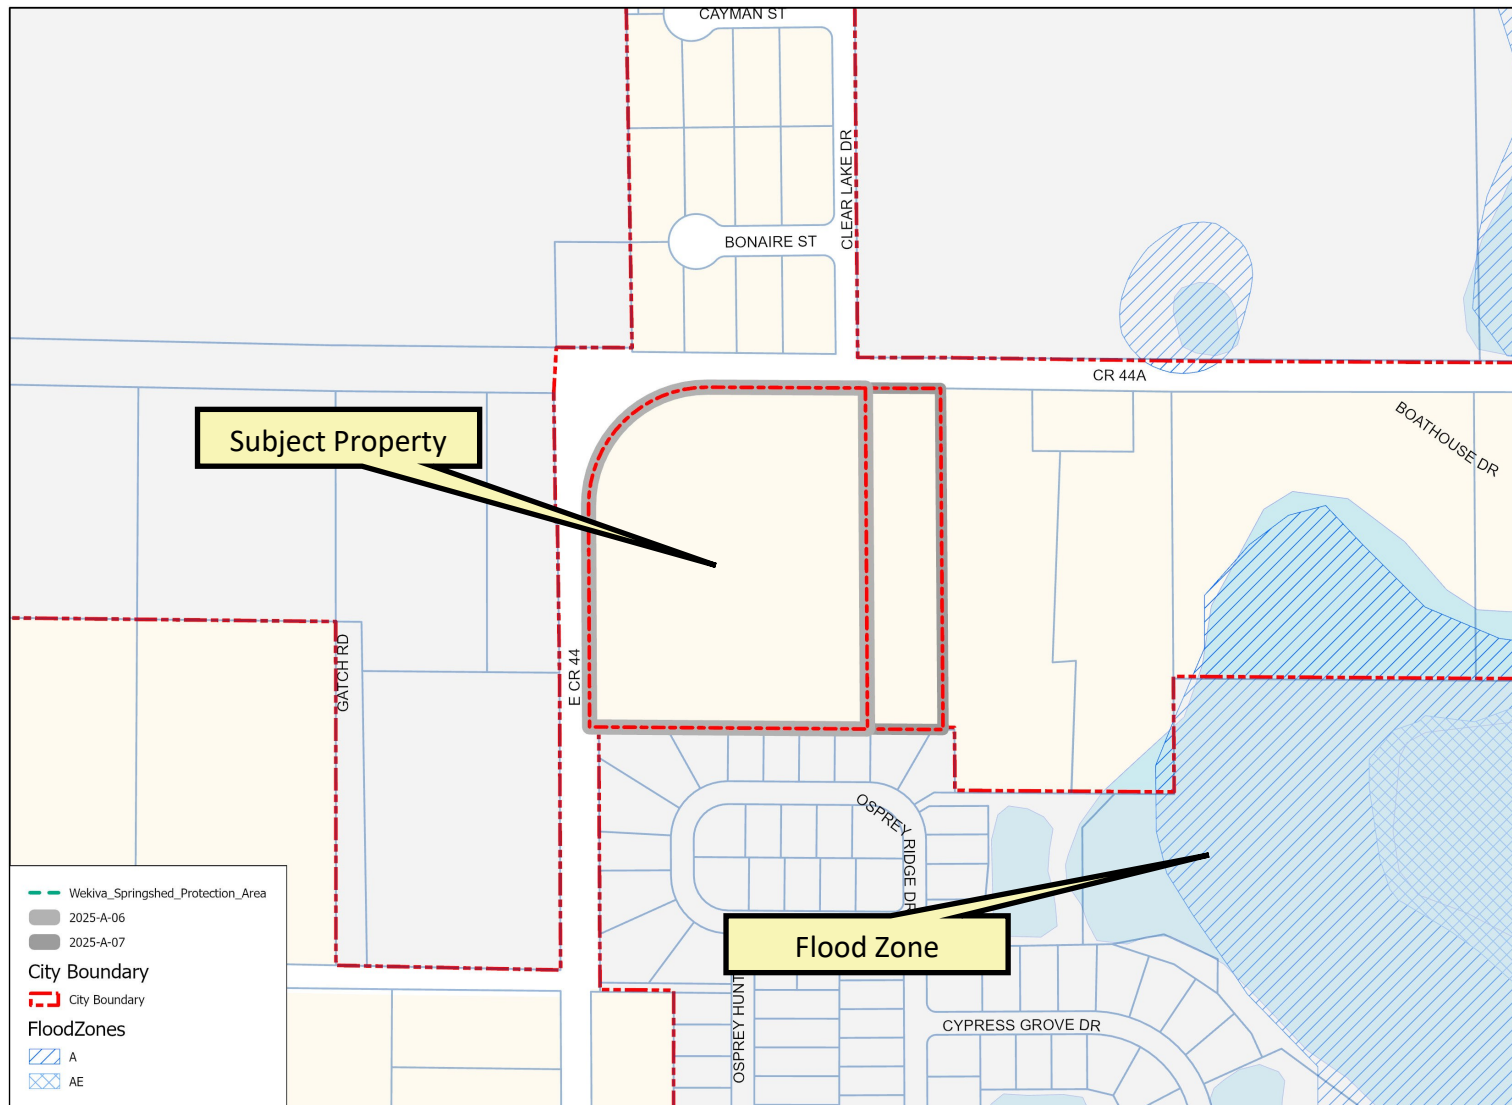 CAYMAN ST
CLEAR LAKE DR
BONAIRE ST
CR 44A
BOATHOUSE DR
Subject Property
GATCH RD
E CR 44
OSPREY RIDGE DR
Flood Zone
OSPREY HUNT
CYPRESS GROVE DR
Wekiva_Springshed_Protection_Area
2025-A-06
2025-A-07
City Boundary
City Boundary
FloodZones
A
AE